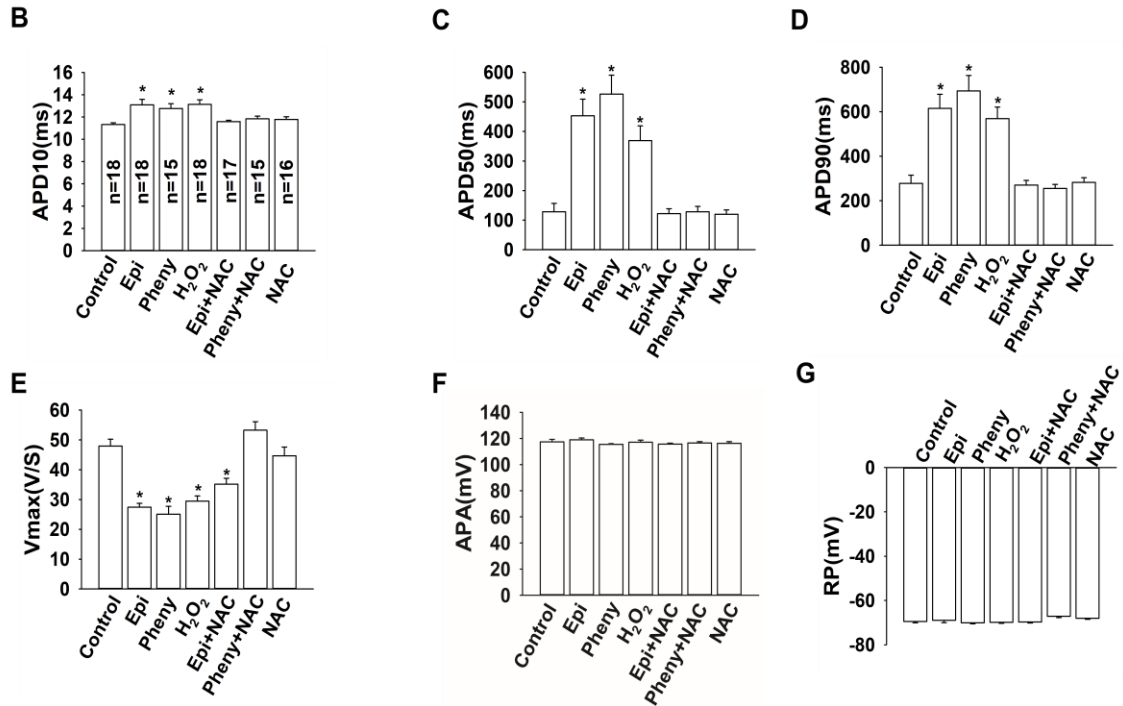 B
APD10(ms)
16
14
12
10
8
6
4
2
0
* * *
n=18
n=18
n=15
n=18
n=17
n=15
n=16
Control
Epi
Pheny
H₂O₂
Epi+NAC
Pheny+NAC
NAC
C
APD50(ms)
600
500
400
300
200
100
0
* * *
Control
Epi
Pheny
H₂O₂
Epi+NAC
Pheny+NAC
NAC
D
APD90(ms)
800
600
400
200
0
* * *
Control
Epi
Pheny
H₂O₂
Epi+NAC
Pheny+NAC
NAC
E
Vmax(V/S)
60
50
40
30
20
10
0
* * * *
Control
Epi
Pheny
H₂O₂
Epi+NAC
Pheny+NAC
NAC
F
APA(mV)
140
120
100
80
60
40
20
0
Control
Epi
Pheny
H₂O₂
Epi+NAC
Pheny+NAC
NAC
G
Control
Epi
Pheny
H₂O₂
Epi+NAC
Pheny+NAC
NAC
RP(mV)
0
-20
-40
-60
-80